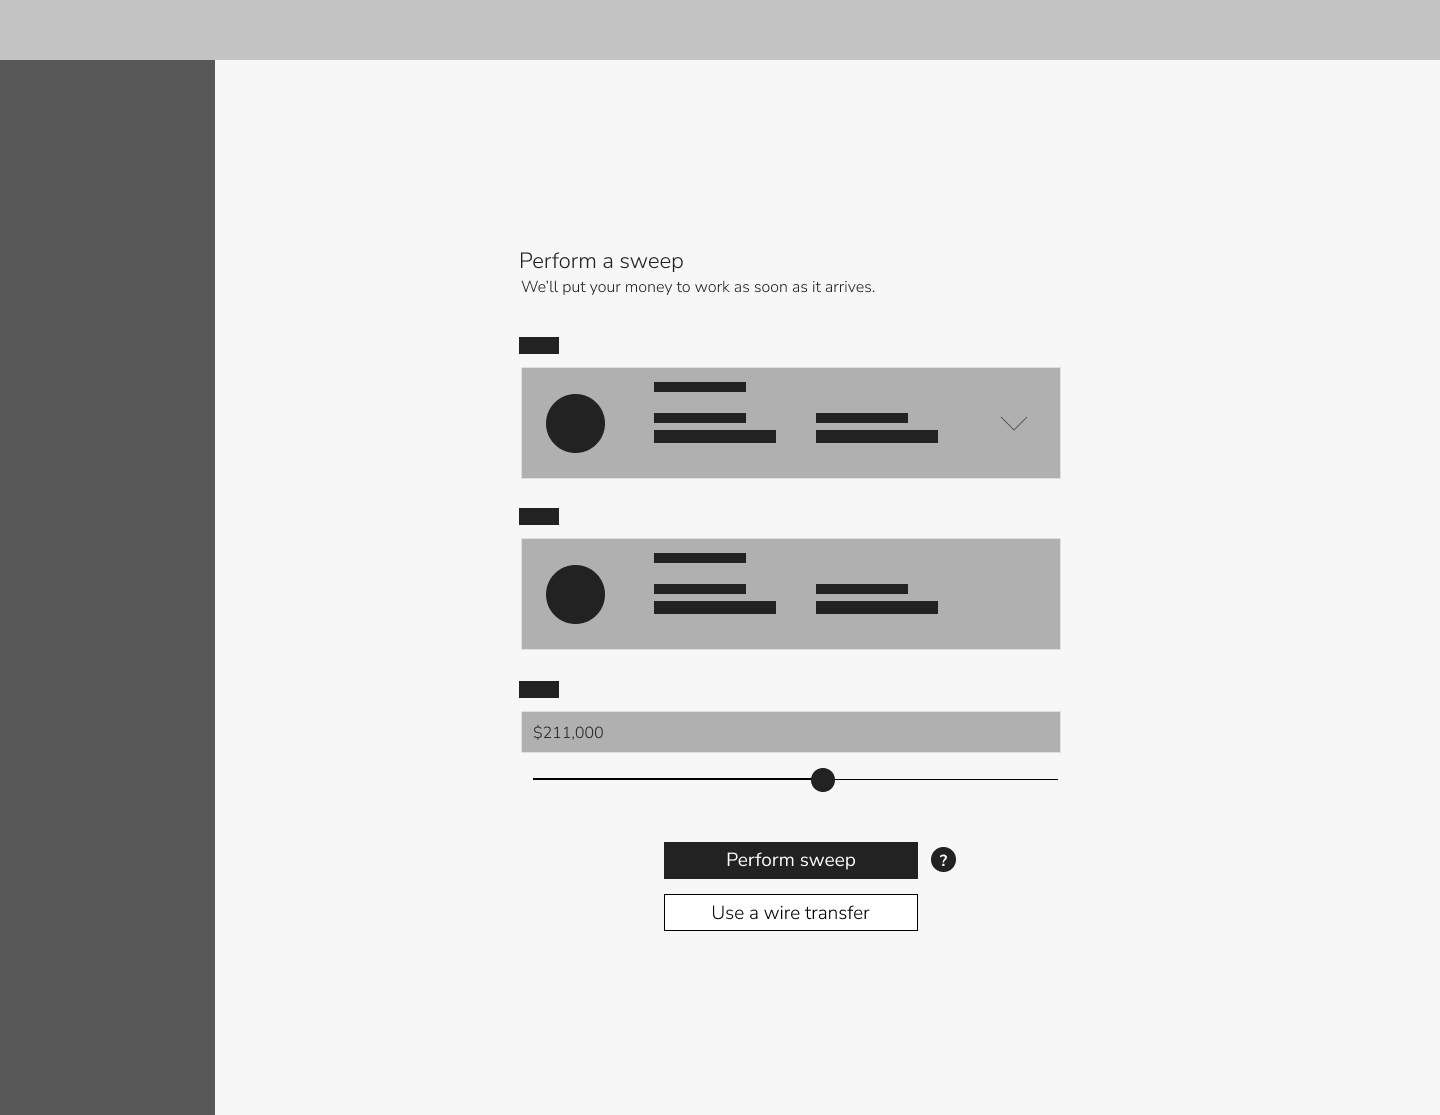 Perform a sweep
We'll put your money to work as soon as it arrives.
$211,000
Perform sweep
?
Use a wire transfer